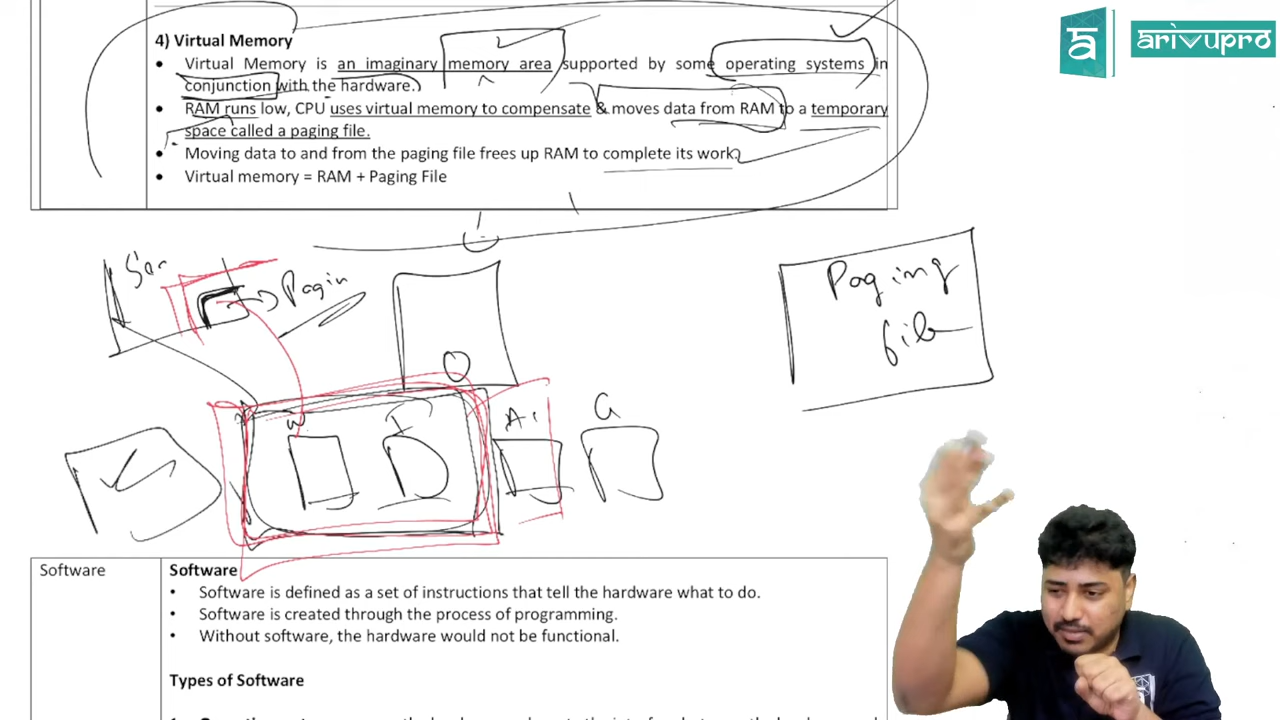 4) Virtual Memory
• Virtual Memory is an imaginary memory area supported by some operating systems in
conjunction with the hardware.
• RAM runs low, CPU uses virtual memory to compensate & moves data from RAM to a temporary
space called a paging file.
• Moving data to and from the paging file frees up RAM to complete its work.
• Virtual memory = RAM + Paging File
ā arivupro
Pagin
Paging
file
W
I
G
Software
Software
• Software is defined as a set of instructions that tell the hardware what to do.
• Software is created through the process of programming.
• Without software, the hardware would not be functional.
Types of Software